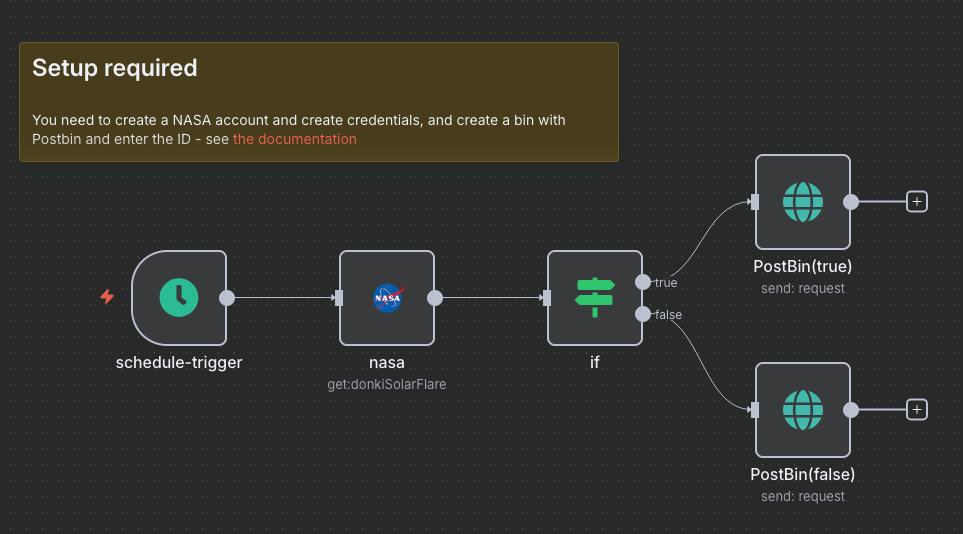 Setup required
You need to create a NASA account and create credentials, and create a bin with
Postbin and enter the ID - see the documentation
schedule-trigger
NASA
nasa
get:donkiSolarFlare
true
false
if
PostBin(true)
send: request
PostBin(false)
send: request